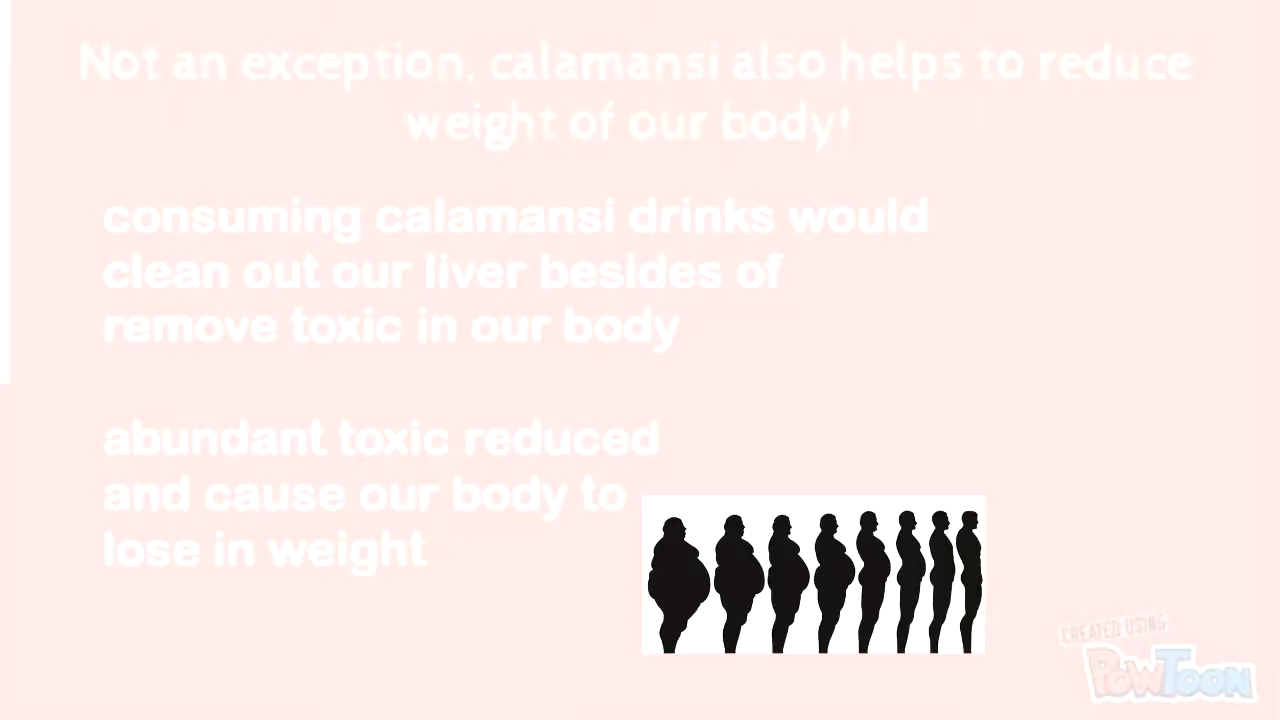 Not an exception, calamansi also helps to reduce
weight of our body!
consuming calamansi drinks would
clean out our liver besides of
remove toxic in our body
abundant toxic reduced
and cause our body to
lose in weight
CREATED USING
POWTOON